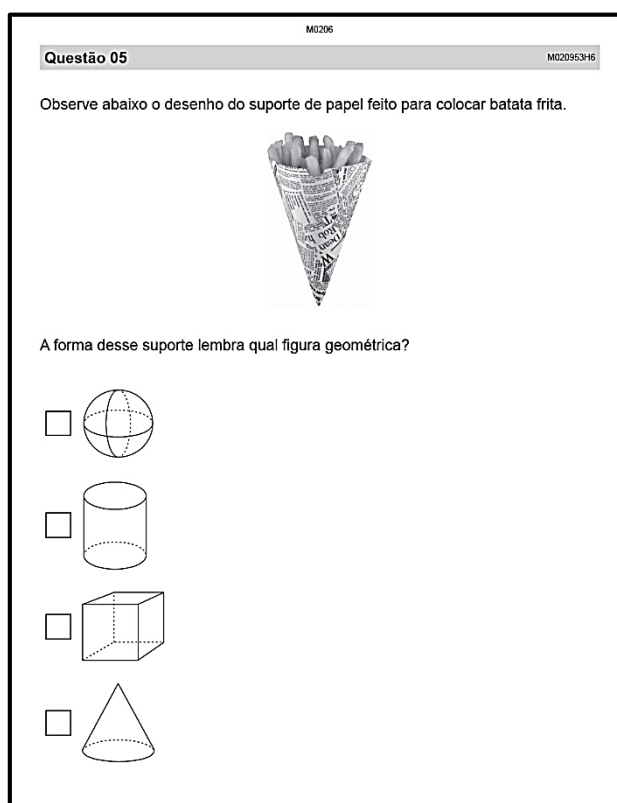 M0206
Questão 05
M020953H6
Observe abaixo o desenho do suporte de papel feito para colocar batata frita.
A forma desse suporte lembra qual figura geométrica?